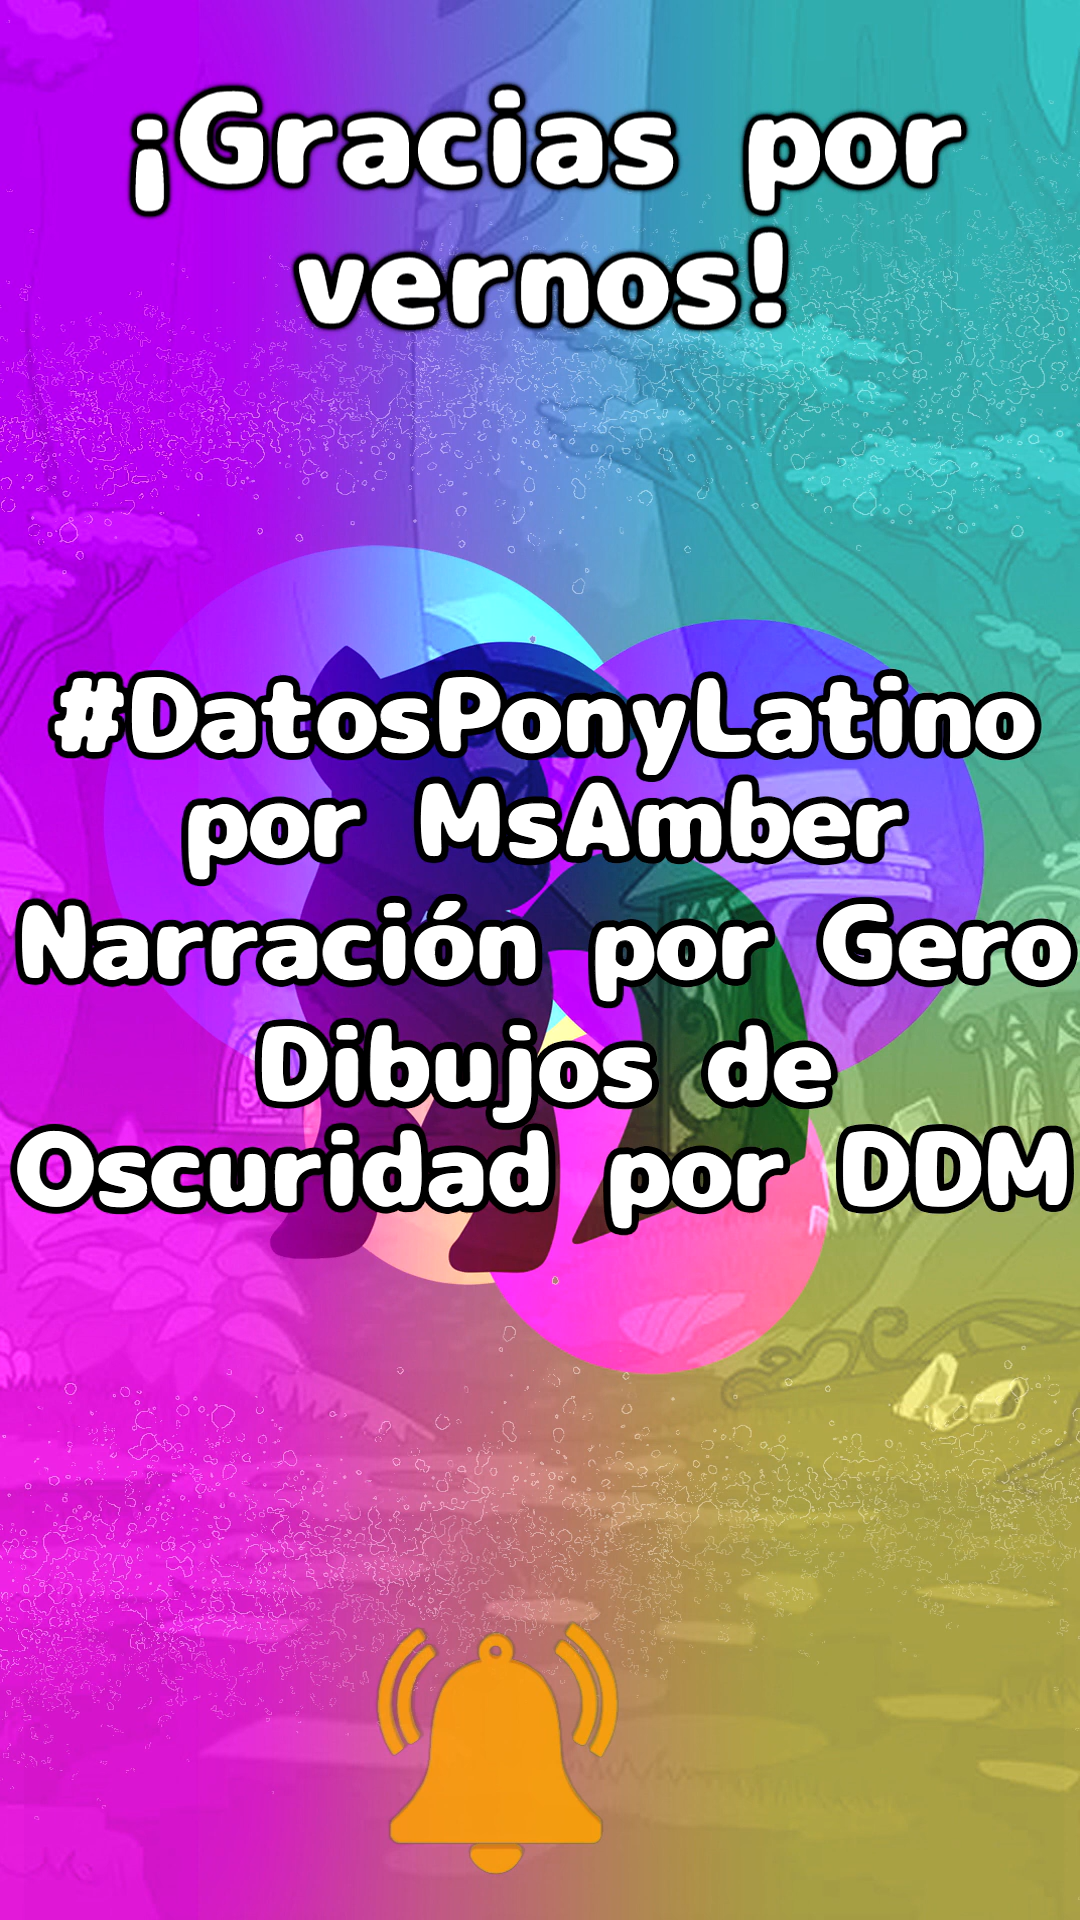 ¡Gracias por
vernos!
#DatosPonyLatino
por MsAmber
Narración por Gero
Dibujos de
Oscuridad por DDM